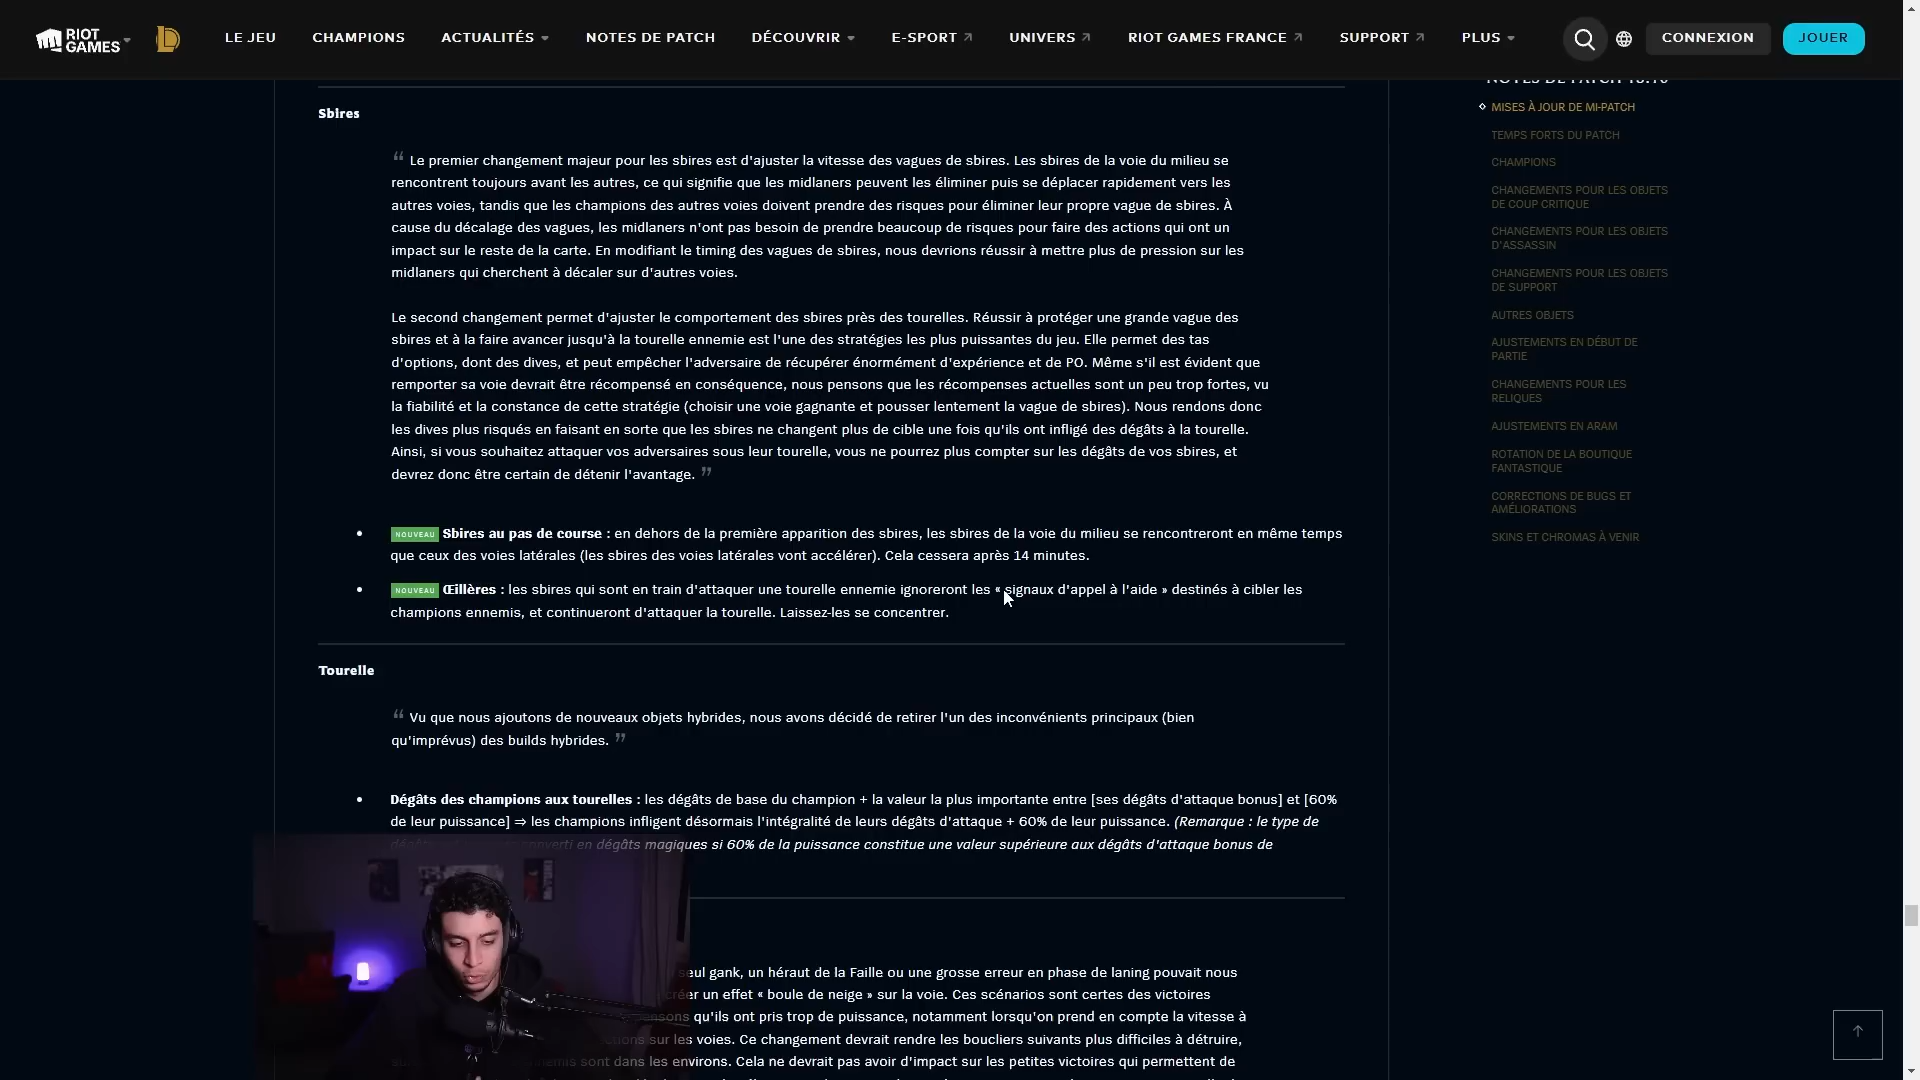 RIOT GAMES
LE JEU
CHAMPIONS
ACTUALITÉS
NOTES DE PATCH
DÉCOUVRIR
E-SPORT
UNIVERS
RIOT GAMES FRANCE
SUPPORT
PLUS
CONNEXION
JOUER
Sbires
“ Le premier changement majeur pour les sbires est d'ajuster la vitesse des vagues de sbires. Les sbires de la voie du milieu se
rencontrent toujours avant les autres, ce qui signifie que les midlaners peuvent les éliminer puis se déplacer rapidement vers les
autres voies, tandis que les champions des autres voies doivent prendre des risques pour éliminer leur propre vague de sbires. À
cause du décalage des vagues, les midlaners n'ont pas besoin de prendre beaucoup de risques pour faire des actions qui ont un
impact sur le reste de la carte. En modifiant le timing des vagues de sbires, nous devrions réussir à mettre plus de pression sur les
midlaners qui cherchent à décaler sur d'autres voies.
Le second changement permet d'ajuster le comportement des sbires près des tourelles. Réussir à protéger une grande vague des
sbires et à la faire avancer jusqu'à la tourelle ennemie est l'une des stratégies les plus puissantes du jeu. Elle permet des tas
d'options, dont des dives, et peut empêcher l'adversaire de récupérer énormément d'expérience et de PO. Même s'il est évident que
remporter sa voie devrait être récompensé en conséquence, nous pensons que les récompenses actuelles sont un peu trop fortes, vu
la fiabilité et la constance de cette stratégie (choisir une voie gagnante et pousser lentement la vague de sbires). Nous rendons donc
les dives plus risqués en faisant en sorte que les sbires ne changent plus de cible une fois qu'ils ont infligé des dégâts à la tourelle.
Ainsi, si vous souhaitez attaquer vos adversaires sous leur tourelle, vous ne pourrez plus compter sur les dégâts de vos sbires, et
devrez donc être certain de détenir l'avantage. ”
• NOUVEAU Sbires au pas de course : en dehors de la première apparition des sbires, les sbires de la voie du milieu se rencontreront en même temps
que ceux des voies latérales (les sbires des voies latérales vont accélérer). Cela cessera après 14 minutes.
• NOUVEAU Œillères : les sbires qui sont en train d'attaquer une tourelle ennemie ignoreront les « signaux d'appel à l'aide » destinés à cibler les
champions ennemis, et continueront d'attaquer la tourelle. Laissez-les se concentrer.
Tourelle
“ Vu que nous ajoutons de nouveaux objets hybrides, nous avons décidé de retirer l'un des inconvénients principaux (bien
qu'imprévus) des builds hybrides. ”
• Dégâts des champions aux tourelles : les dégâts de base du champion + la valeur la plus importante entre [ses dégâts d'attaque bonus] et [60%
de leur puissance] ⇒ les champions infligent désormais l'intégralité de leurs dégâts d'attaque + 60% de leur puissance. (Remarque : le type de
converti en dégâts magiques si 60% de la puissance constitue une valeur supérieure aux dégâts d'attaque bonus de
seul gank, un héraut de la Faille ou une grosse erreur en phase de laning pouvait nous
créer un effet « boule de neige » sur la voie. Ces scénarios sont certes des victoires
qu'ils ont pris trop de puissance, notamment lorsqu'on prend en compte la vitesse à
sur les voies. Ce changement devrait rendre les boucliers suivants plus difficiles à détruire,
sont dans les environs. Cela ne devrait pas avoir d'impact sur les petites victoires qui permettent de
NOTES DE PATCH 13.10
MISES À JOUR DE MI-PATCH
TEMPS FORTS DU PATCH
CHAMPIONS
CHANGEMENTS POUR LES OBJETS
DE COUP CRITIQUE
CHANGEMENTS POUR LES OBJETS
D'ASSASSIN
CHANGEMENTS POUR LES OBJETS
DE SUPPORT
AUTRES OBJETS
AJUSTEMENTS EN DÉBUT DE
PARTIE
CHANGEMENTS POUR LES
RELIQUES
AJUSTEMENTS EN ARAM
ROTATION DE LA BOUTIQUE
FANTASTIQUE
CORRECTIONS DE BUGS ET
AMÉLIORATIONS
SKINS ET CHROMAS À VENIR